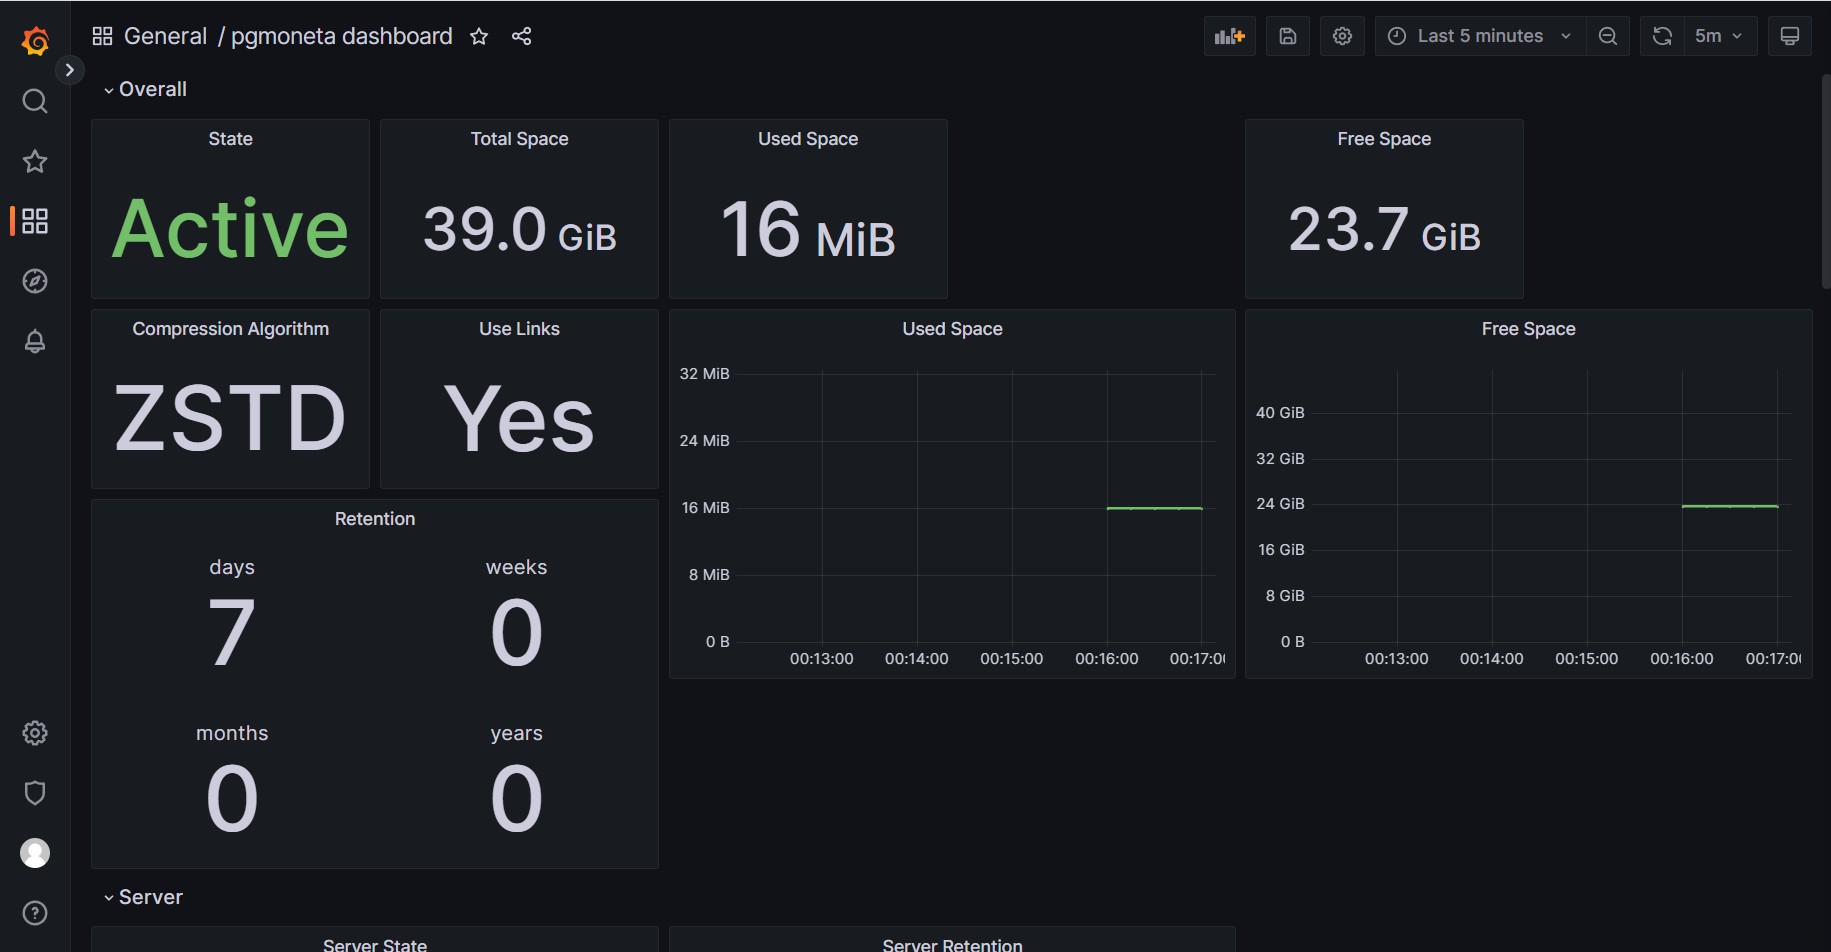 General / pgmoneta dashboard
Last 5 minutes
5m
Overall
State
Active
Total Space
39.0 GiB
Used Space
16 MiB
Free Space
23.7 GiB
Compression Algorithm
ZSTD
Use Links
Yes
Used Space
32 MiB
24 MiB
16 MiB
8 MiB
0 B
00:13:00 00:14:00 00:15:00 00:16:00 00:17:0
Free Space
40 GiB
32 GiB
24 GiB
16 GiB
8 GiB
0 B
00:13:00 00:14:00 00:15:00 00:16:00 00:17:0
Retention
days
7
weeks
0
months
0
years
0
Server
Server State
Server Retention